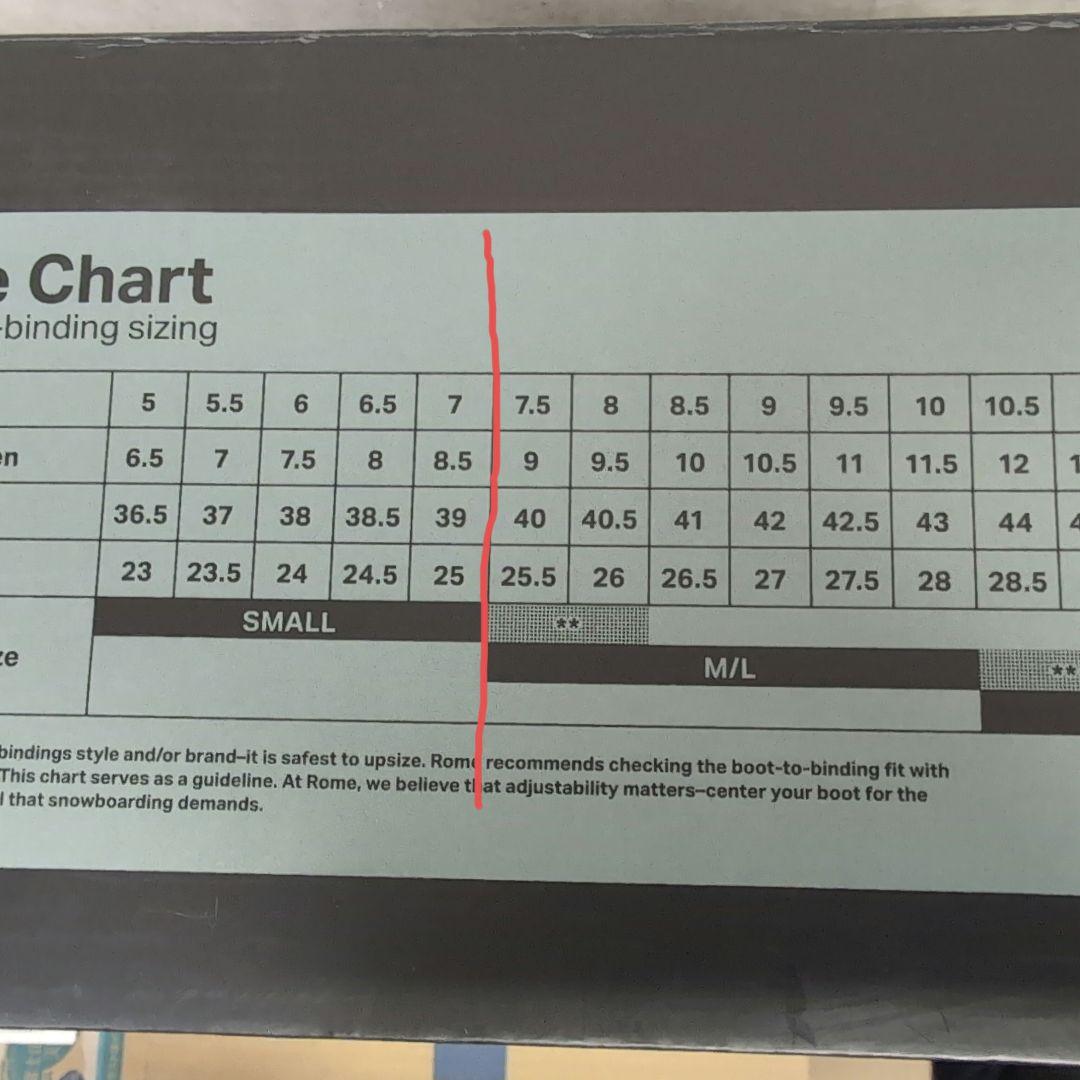 Chart
-binding sizing
5 5.5 6 6.5 7 7.5 8 8.5 9 9.5 10 10.5
en 6.5 7 7.5 8 8.5 9 9.5 10 10.5 11 11.5 12 1
36.5 37 38 38.5 39 40 40.5 41 42 42.5 43 44 4
23 23.5 24 24.5 25 25.5 26 26.5 27 27.5 28 28.5
SMALL **
ze M/L **
bindings style and/or brand–it is safest to upsize. Rome recommends checking the boot-to-binding fit with
This chart serves as a guideline. At Rome, we believe that adjustability matters–center your boot for the
l that snowboarding demands.